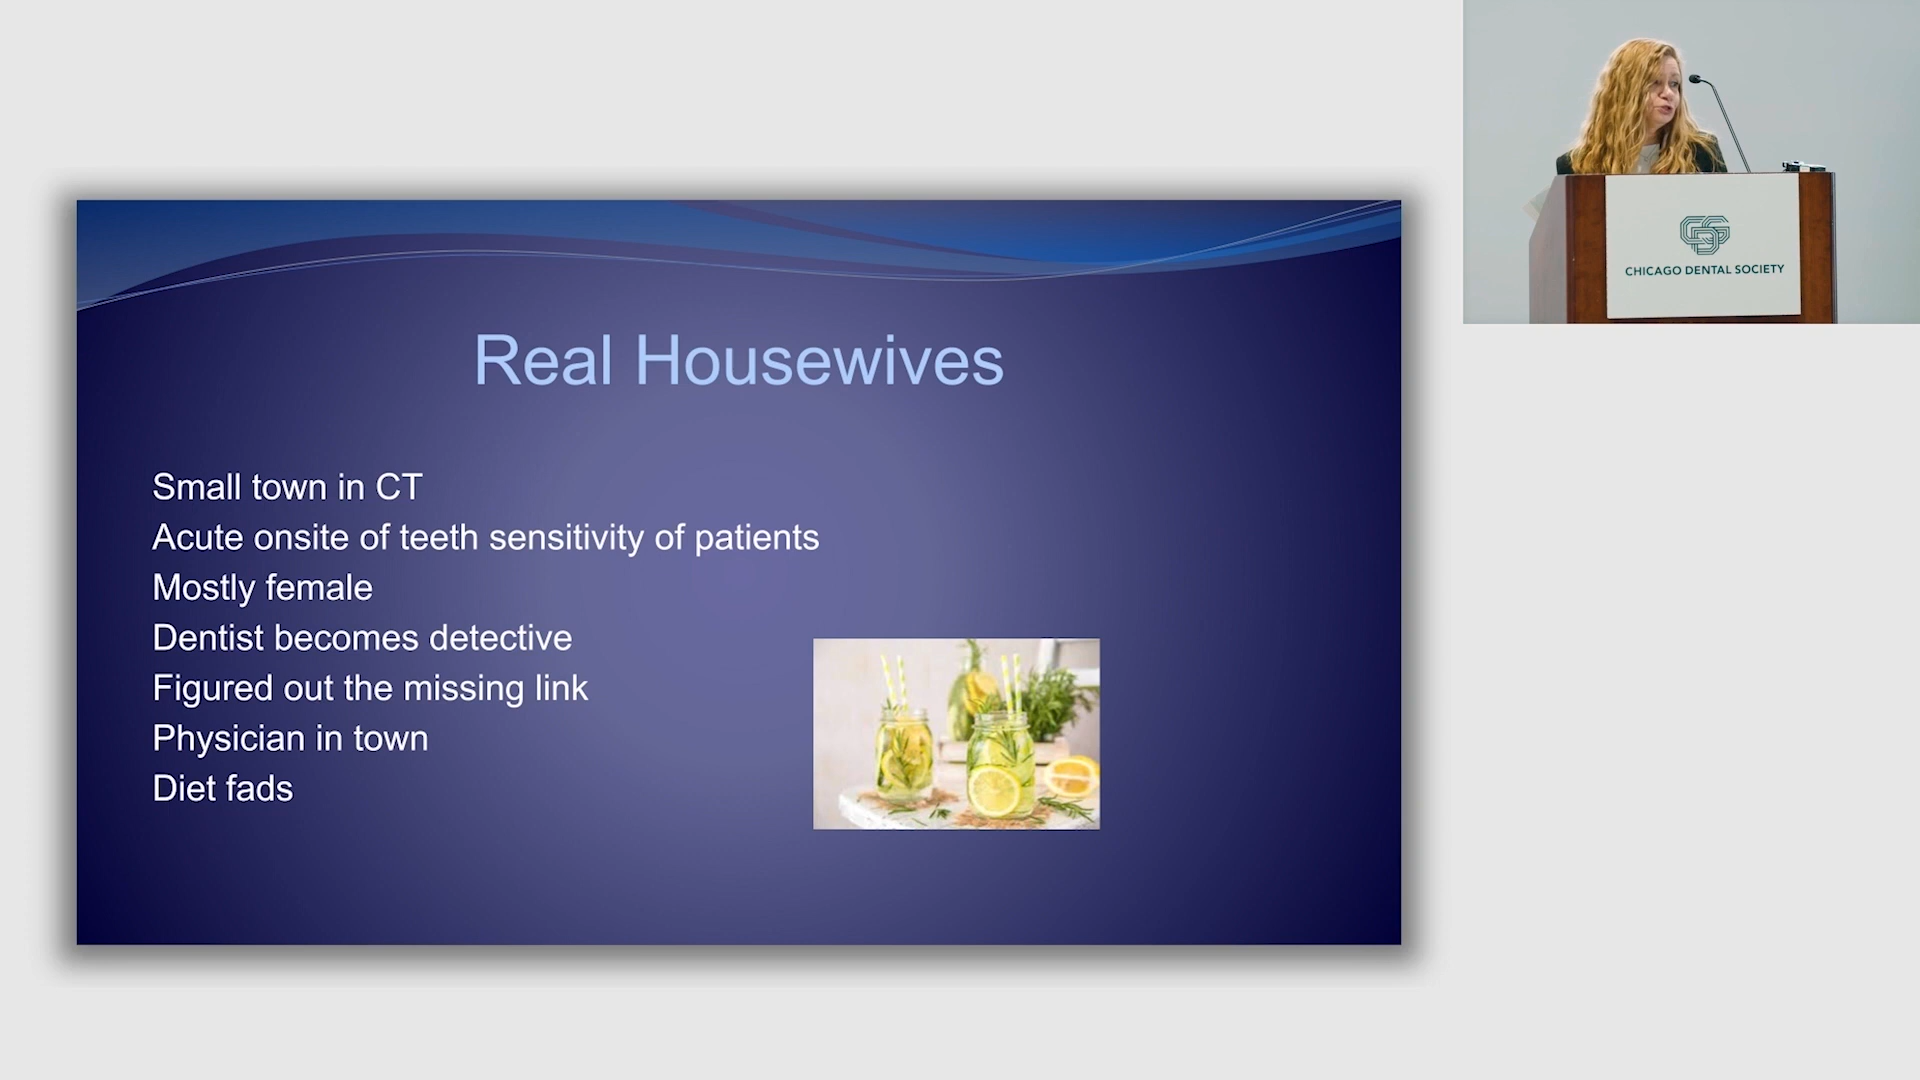 Real Housewives
Small town in CT
Acute onsite of teeth sensitivity of patients
Mostly female
Dentist becomes detective
Figured out the missing link
Physician in town
Diet fads
CDS
CHICAGO DENTAL SOCIETY